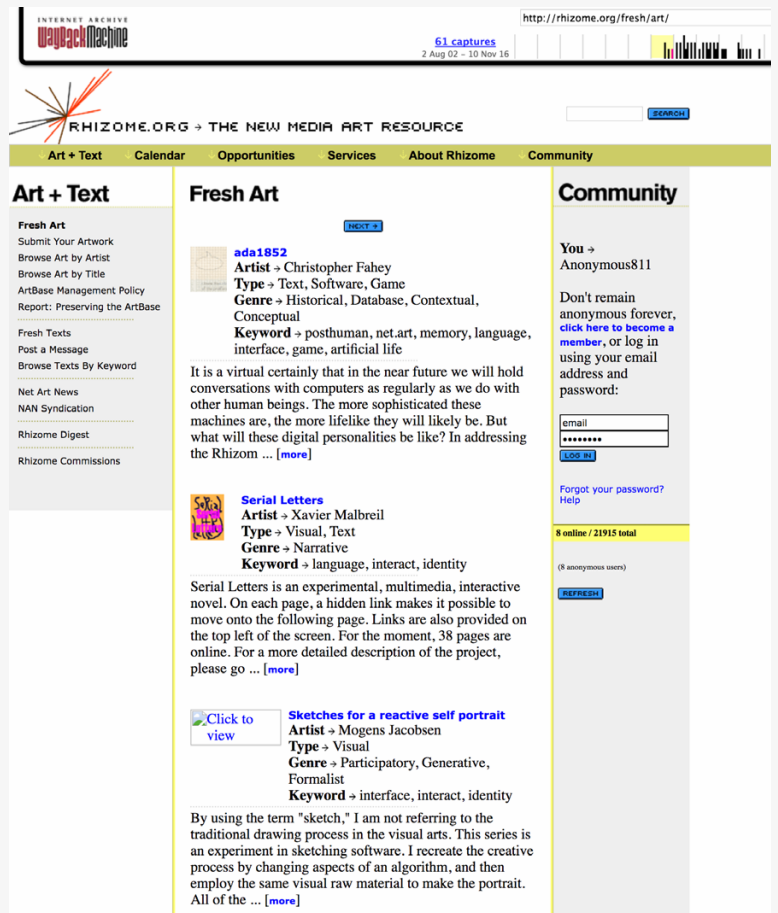 INTERNET ARCHIVE
WayBackMachine
http://rhizome.org/fresh/art/
61 captures
2 Aug 02 – 10 Nov 16
RHIZOME.ORG → THE NEW MEDIA ART RESOURCE
SEARCH
Art + Text
Calendar
Opportunities
Services
About Rhizome
Community
Art + Text
Fresh Art
Submit Your Artwork
Browse Art by Artist
Browse Art by Title
ArtBase Management Policy
Report: Preserving the ArtBase
Fresh Texts
Post a Message
Browse Texts By Keyword
Net Art News
NAN Syndication
Rhizome Digest
Rhizome Commissions
Fresh Art
NEXT →
ada1852
Artist → Christopher Fahey
Type → Text, Software, Game
Genre → Historical, Database, Contextual,
Conceptual
Keyword → posthuman, net.art, memory, language,
interface, game, artificial life
It is a virtual certainly that in the near future we will hold
conversations with computers as regularly as we do with
other human beings. The more sophisticated these
machines are, the more lifelike they will likely be. But
what will these digital personalities be like? In addressing
the Rhizom ... [more]
Serial Letters
Serial Letters
Artist → Xavier Malbreil
Type → Visual, Text
Genre → Narrative
Keyword → language, interact, identity
Serial Letters is an experimental, multimedia, interactive
novel. On each page, a hidden link makes it possible to
move onto the following page. Links are also provided on
the top left of the screen. For the moment, 38 pages are
online. For a more detailed description of the project,
please go ... [more]
Click to
view
Sketches for a reactive self portrait
Artist → Mogens Jacobsen
Type → Visual
Genre → Participatory, Generative,
Formalist
Keyword → interface, interact, identity
By using the term "sketch," I am not referring to the
traditional drawing process in the visual arts. This series is
an experiment in sketching software. I recreate the creative
process by changing aspects of an algorithm, and then
employ the same visual raw material to make the portrait.
All of the ... [more]
Community
You →
Anonymous811
Don't remain
anonymous forever,
click here to become a
member, or log in
using your email
address and
password:
email
••••••••
LOG IN
Forgot your password?
Help
8 online / 21915 total
(8 anonymous users)
REFRESH